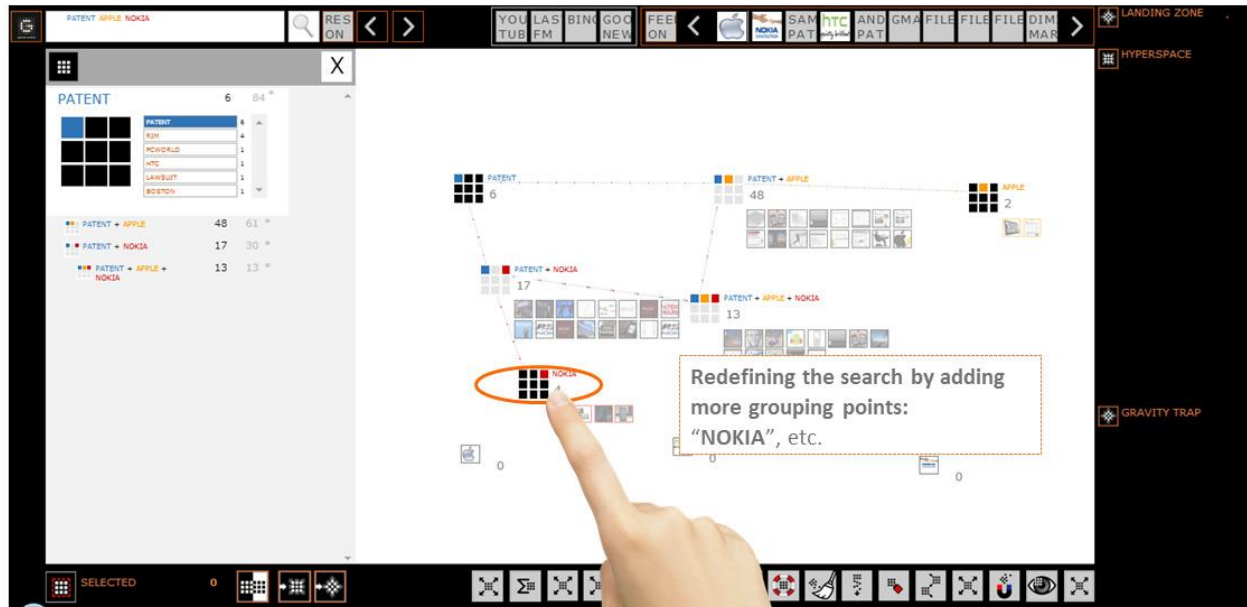 PATENT APPLE NOKIA
RES
ON
YOU
TUB
LAS
FM
BING
GOO
NEW
FEE
ON
NOKIA
SAM
PAT
hTC
AND
PAT
GMA
FILE
FILE
FILE
DIM
MAR
LANDING ZONE
HYPERSPACE
X
PATENT 6 84
PATENT 6
RIM 4
PCWORLD 1
HTC 1
LAWSUIT 1
BOSTON 1
PATENT + APPLE 48 61
PATENT + NOKIA 17 30
PATENT + APPLE + 13 13
NOKIA
PATENT
6
PATENT + APPLE
48
APPLE
2
PATENT + NOKIA
17
PATENT + APPLE + NOKIA
13
NOKIA
4
Redefining the search by adding
more grouping points:
“NOKIA”, etc.
GRAVITY TRAP
0
0
0
SELECTED 0